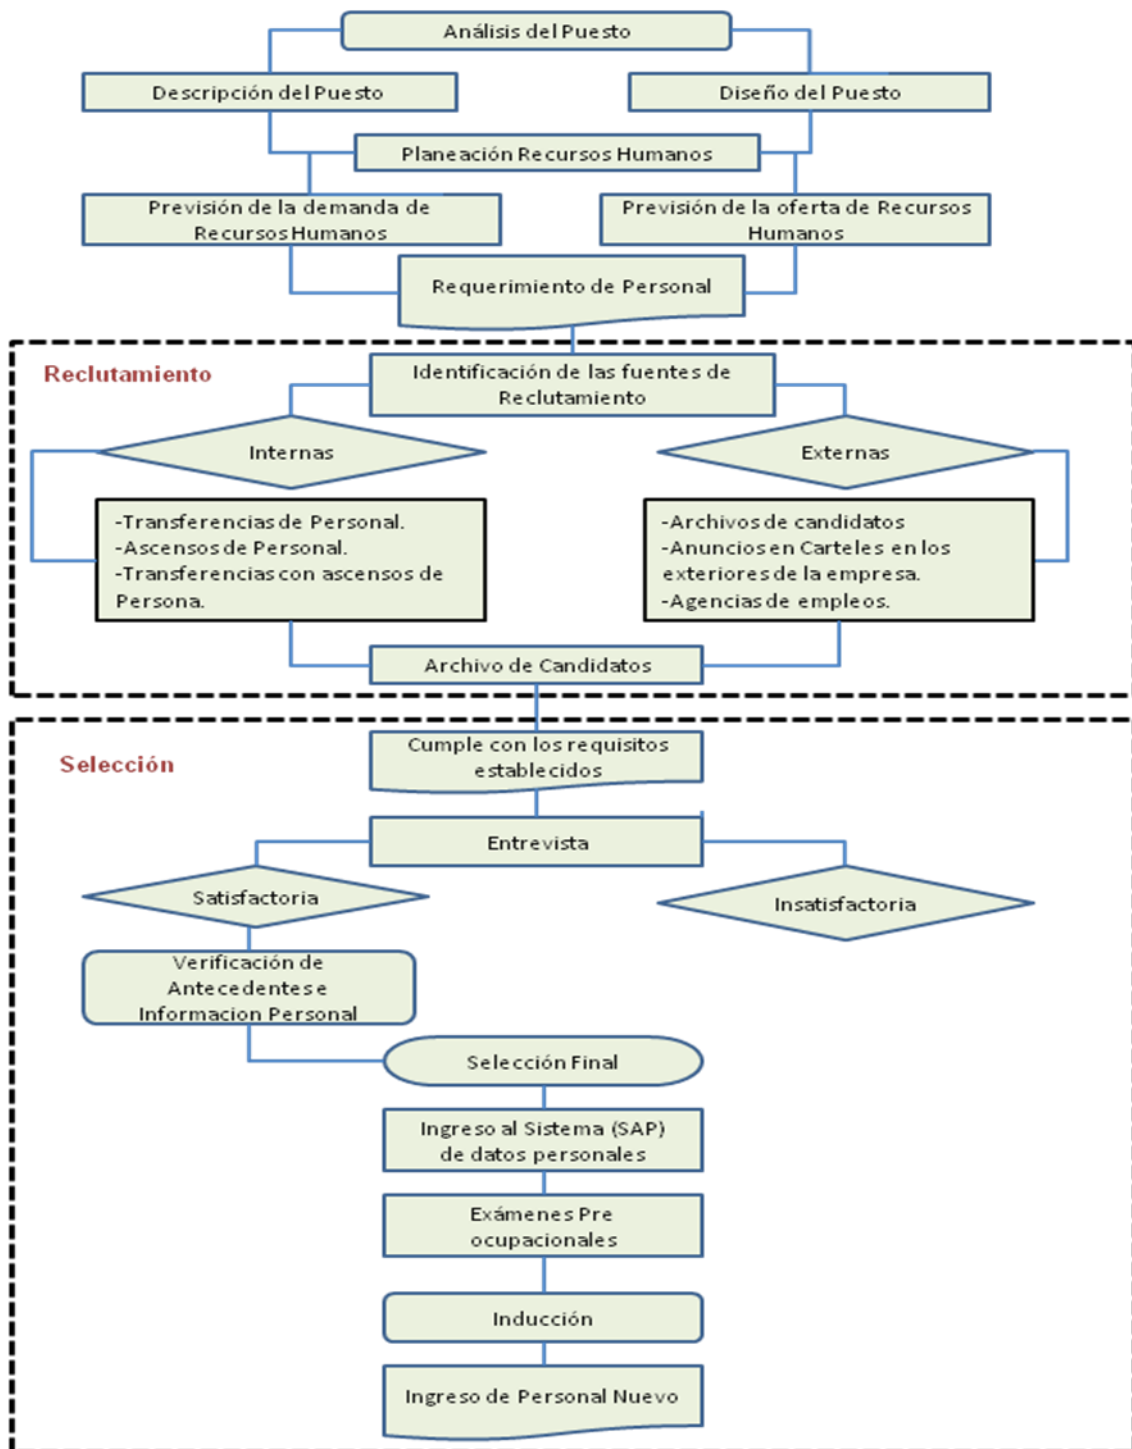 Análisis del Puesto
Descripción del Puesto
Diseño del Puesto
Planeación Recursos Humanos
Previsión de la demanda de
Recursos Humanos
Previsión de la oferta de Recursos
Humanos
Requerimiento de Personal
Reclutamiento
Identificación de las fuentes de
Reclutamiento
Internas
Externas
-Transferencias de Personal.
-Ascensos de Personal.
-Transferencias con ascensos de
Persona.
-Archivos de candidatos
-Anuncios en Carteles en los
exteriores de la empresa.
-Agencias de empleos.
Archivo de Candidatos
Selección
Cumple con los requisitos
establecidos
Entrevista
Satisfactoria
Insatisfactoria
Verificación de
Antecedentes e
Informacion Personal
Selección Final
Ingreso al Sistema (SAP)
de datos personales
Exámenes Pre
ocupacionales
Inducción
Ingreso de Personal Nuevo